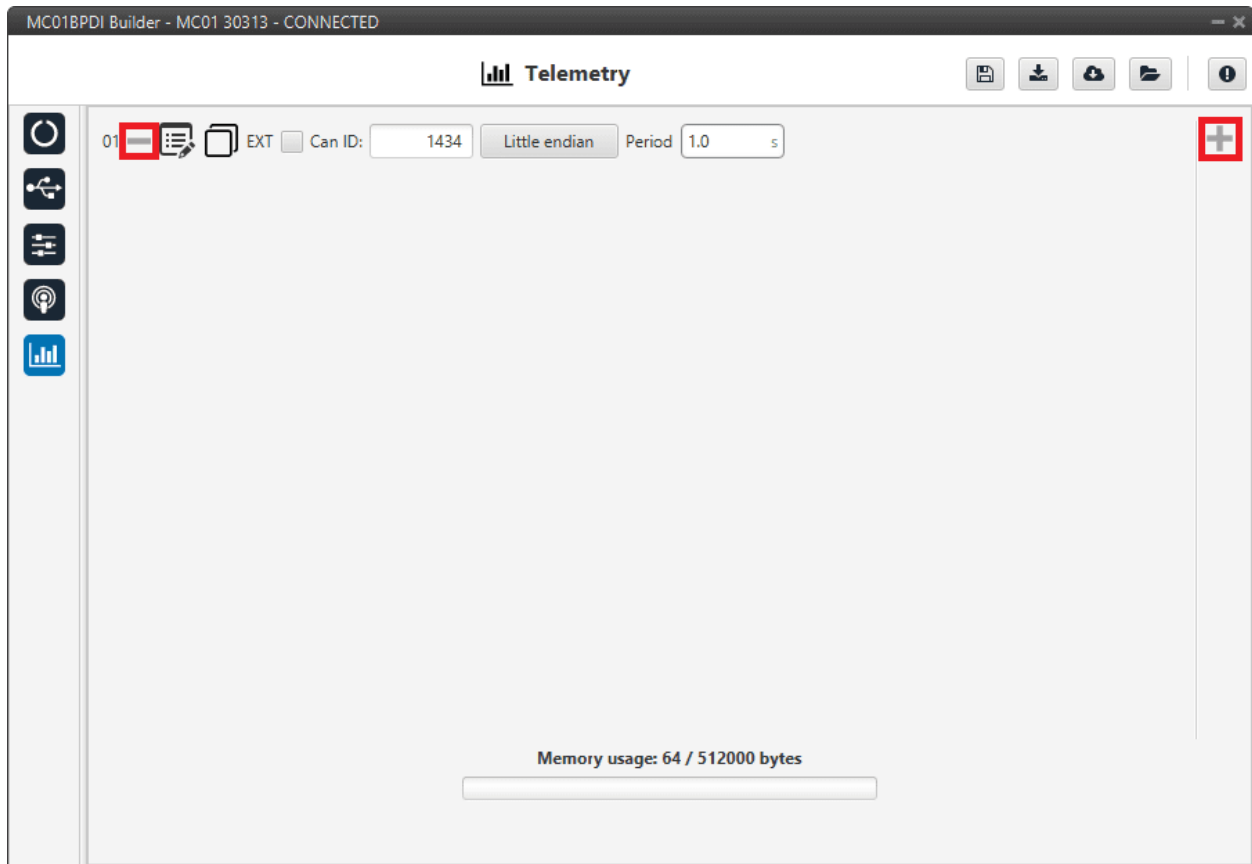 MC01BPDI Builder - MC01 30313 - CONNECTED
Telemetry
01 EXT Can ID: 1434 Little endian Period 1.0 s
Memory usage: 64 / 512000 bytes